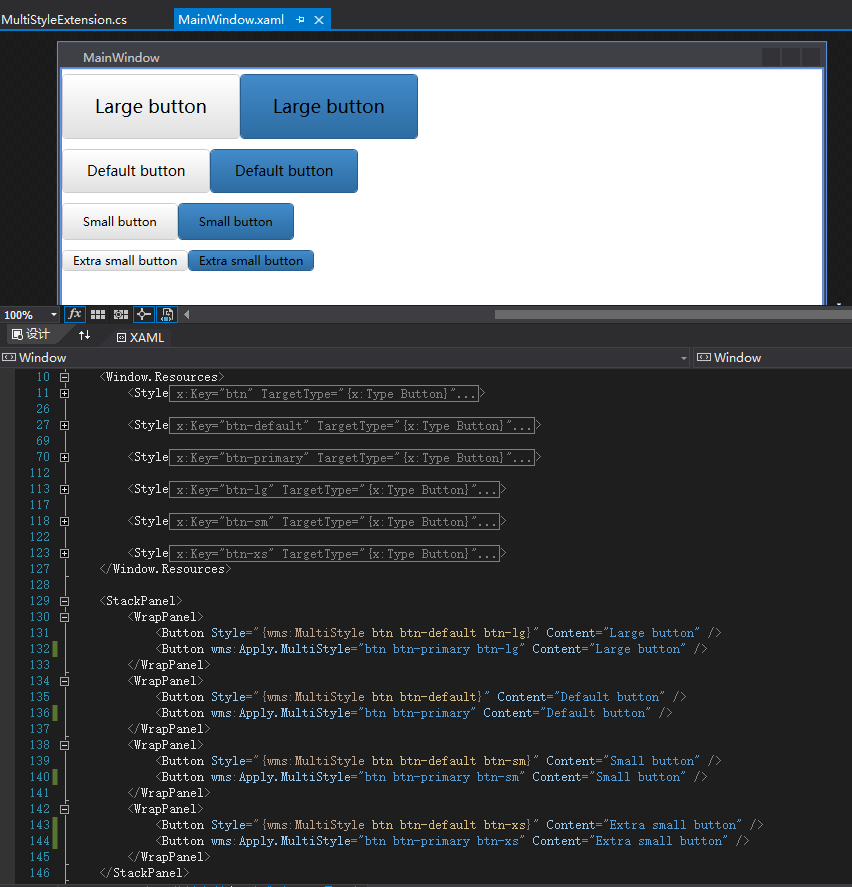 MultiStyleExtension.cs MainWindow.xaml
MainWindow
Large button Large button
Default button Default button
Small button Small button
Extra small button Extra small button
100% fx
设计 XAML
Window Window
10 <Window.Resources>
11 <Style x:Key="btn" TargetType="{x:Type Button}"...>
26
27 <Style x:Key="btn-default" TargetType="{x:Type Button}"...>
69
70 <Style x:Key="btn-primary" TargetType="{x:Type Button}"...>
112
113 <Style x:Key="btn-lg" TargetType="{x:Type Button}"...>
117
118 <Style x:Key="btn-sm" TargetType="{x:Type Button}"...>
122
123 <Style x:Key="btn-xs" TargetType="{x:Type Button}"...>
127 </Window.Resources>
128
129 <StackPanel>
130 <WrapPanel>
131 <Button Style="{wms:MultiStyle btn btn-default btn-lg}" Content="Large button" />
132 <Button wms:Apply.MultiStyle="btn btn-primary btn-lg" Content="Large button" />
133 </WrapPanel>
134 <WrapPanel>
135 <Button Style="{wms:MultiStyle btn btn-default}" Content="Default button" />
136 <Button wms:Apply.MultiStyle="btn btn-primary" Content="Default button" />
137 </WrapPanel>
138 <WrapPanel>
139 <Button Style="{wms:MultiStyle btn btn-default btn-sm}" Content="Small button" />
140 <Button wms:Apply.MultiStyle="btn btn-primary btn-sm" Content="Small button" />
141 </WrapPanel>
142 <WrapPanel>
143 <Button Style="{wms:MultiStyle btn btn-default btn-xs}" Content="Extra small button" />
144 <Button wms:Apply.MultiStyle="btn btn-primary btn-xs" Content="Extra small button" />
145 </WrapPanel>
146 </StackPanel>